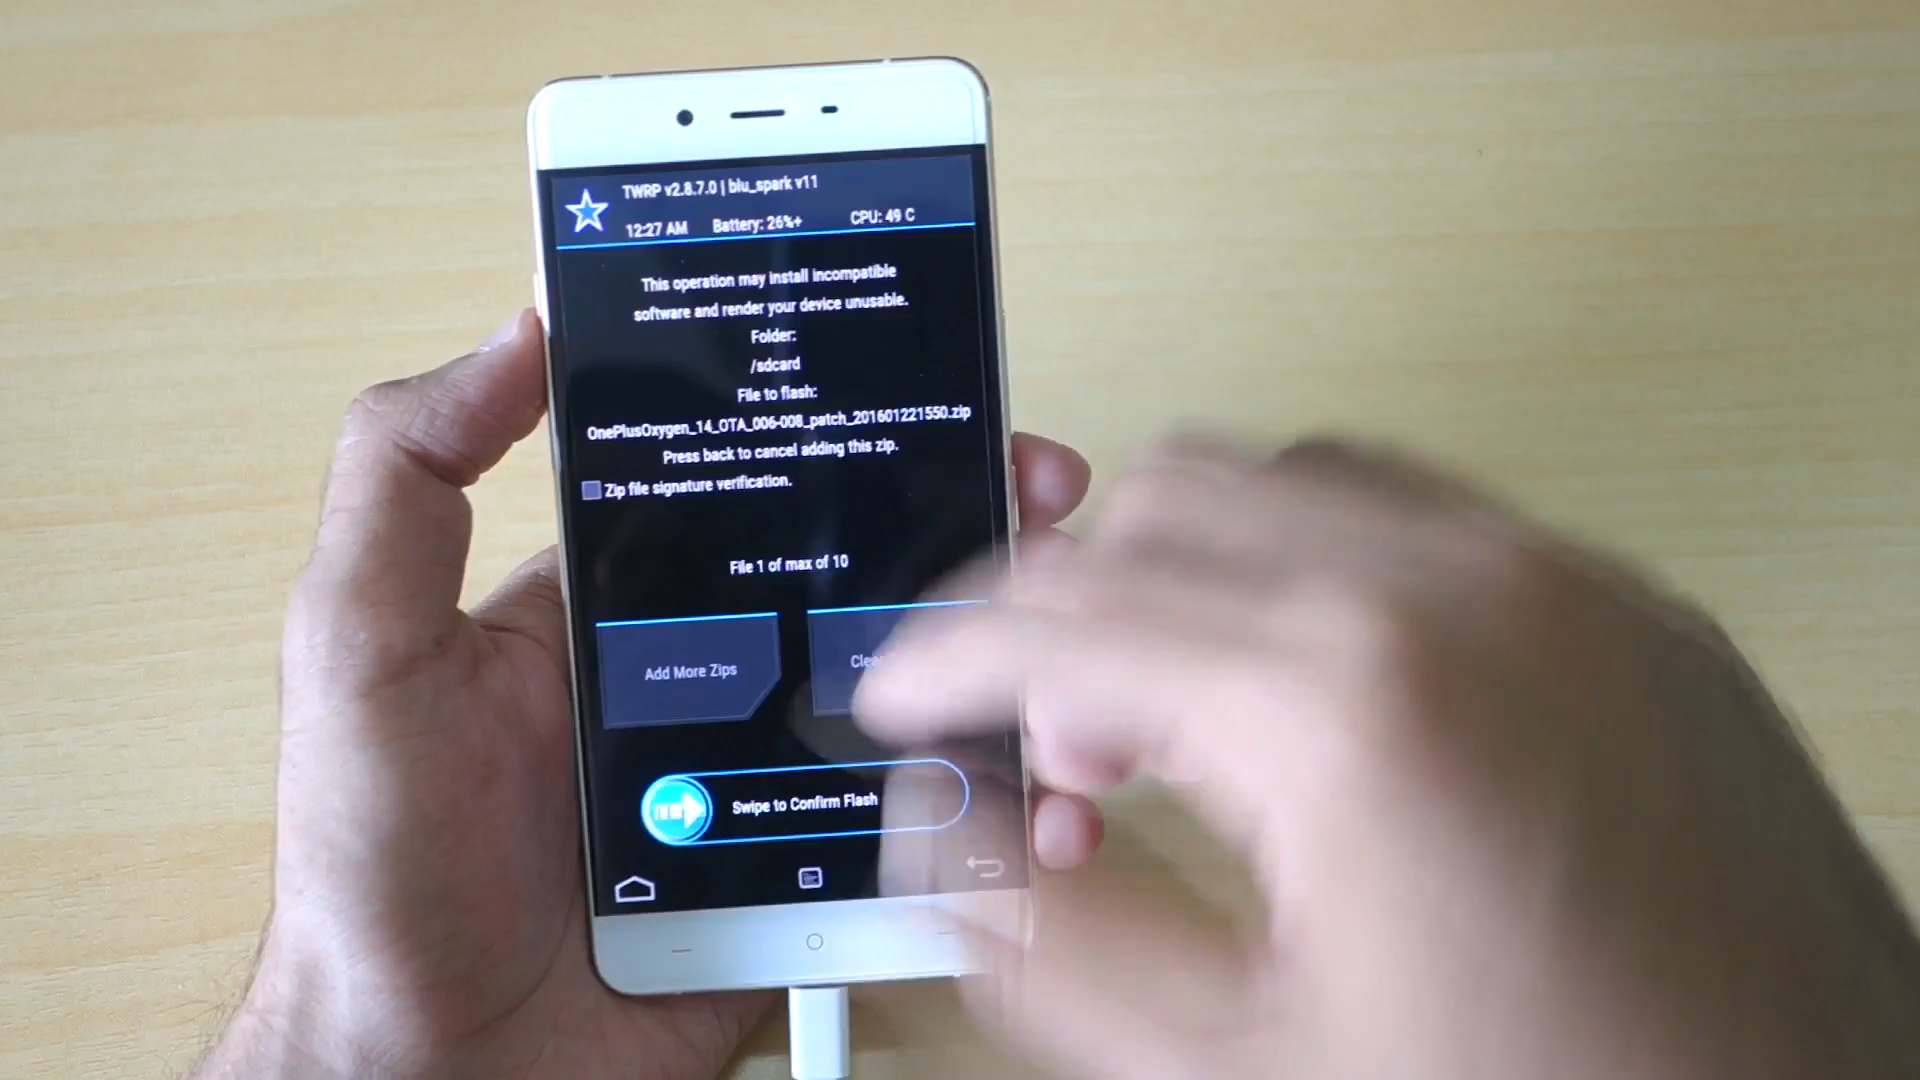 TWRP v2.8.7.0 | blu_spark v11
12:27 AM Battery: 26%+ CPU: 49 C
This operation may install incompatible
software and render your device unusable.
Folder:
/sdcard
File to flash:
OnePlusOxygen_14_OTA_006-008_patch_201601221550.zip
Press back to cancel adding this zip.
Zip file signature verification.
File 1 of max of 10
Add More Zips
Swipe to Confirm Flash